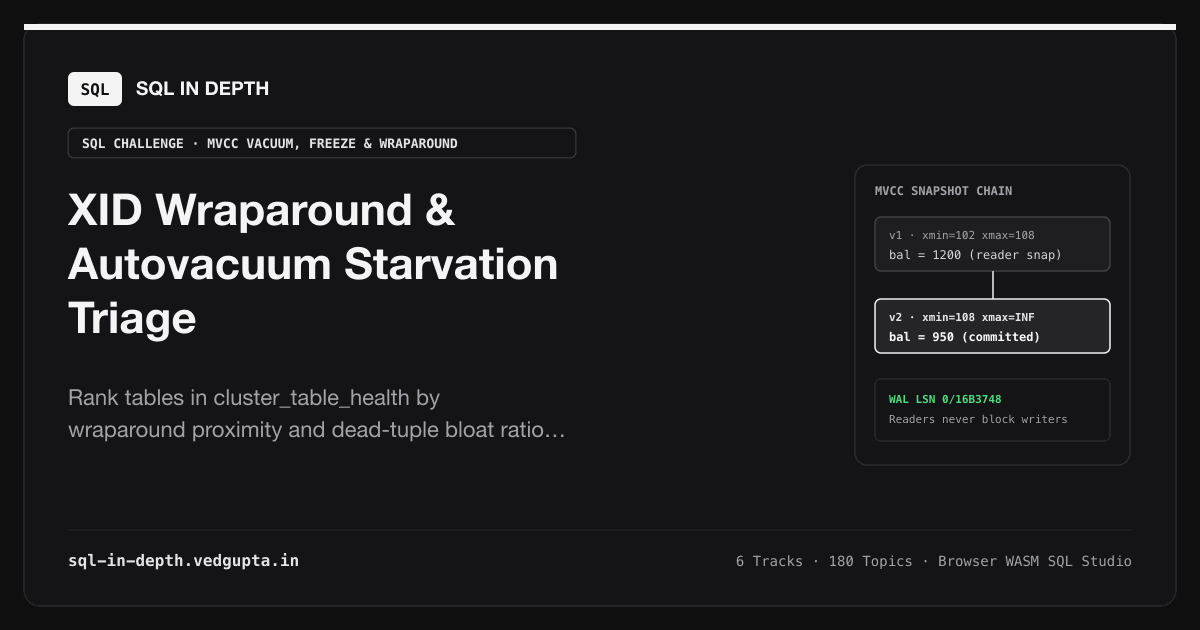 SQL SQL IN DEPTH
SQL CHALLENGE · MVCC VACUUM, FREEZE & WRAPAROUND
XID Wraparound &
Autovacuum Starvation
Triage
Rank tables in cluster_table_health by
wraparound proximity and dead-tuple bloat ratio…
MVCC SNAPSHOT CHAIN
v1 · xmin=102 xmax=108
bal = 1200 (reader snap)
v2 · xmin=108 xmax=INF
bal = 950 (committed)
WAL LSN 0/16B3748
Readers never block writers
sql-in-depth.vedgupta.in
6 Tracks · 180 Topics · Browser WASM SQL Studio